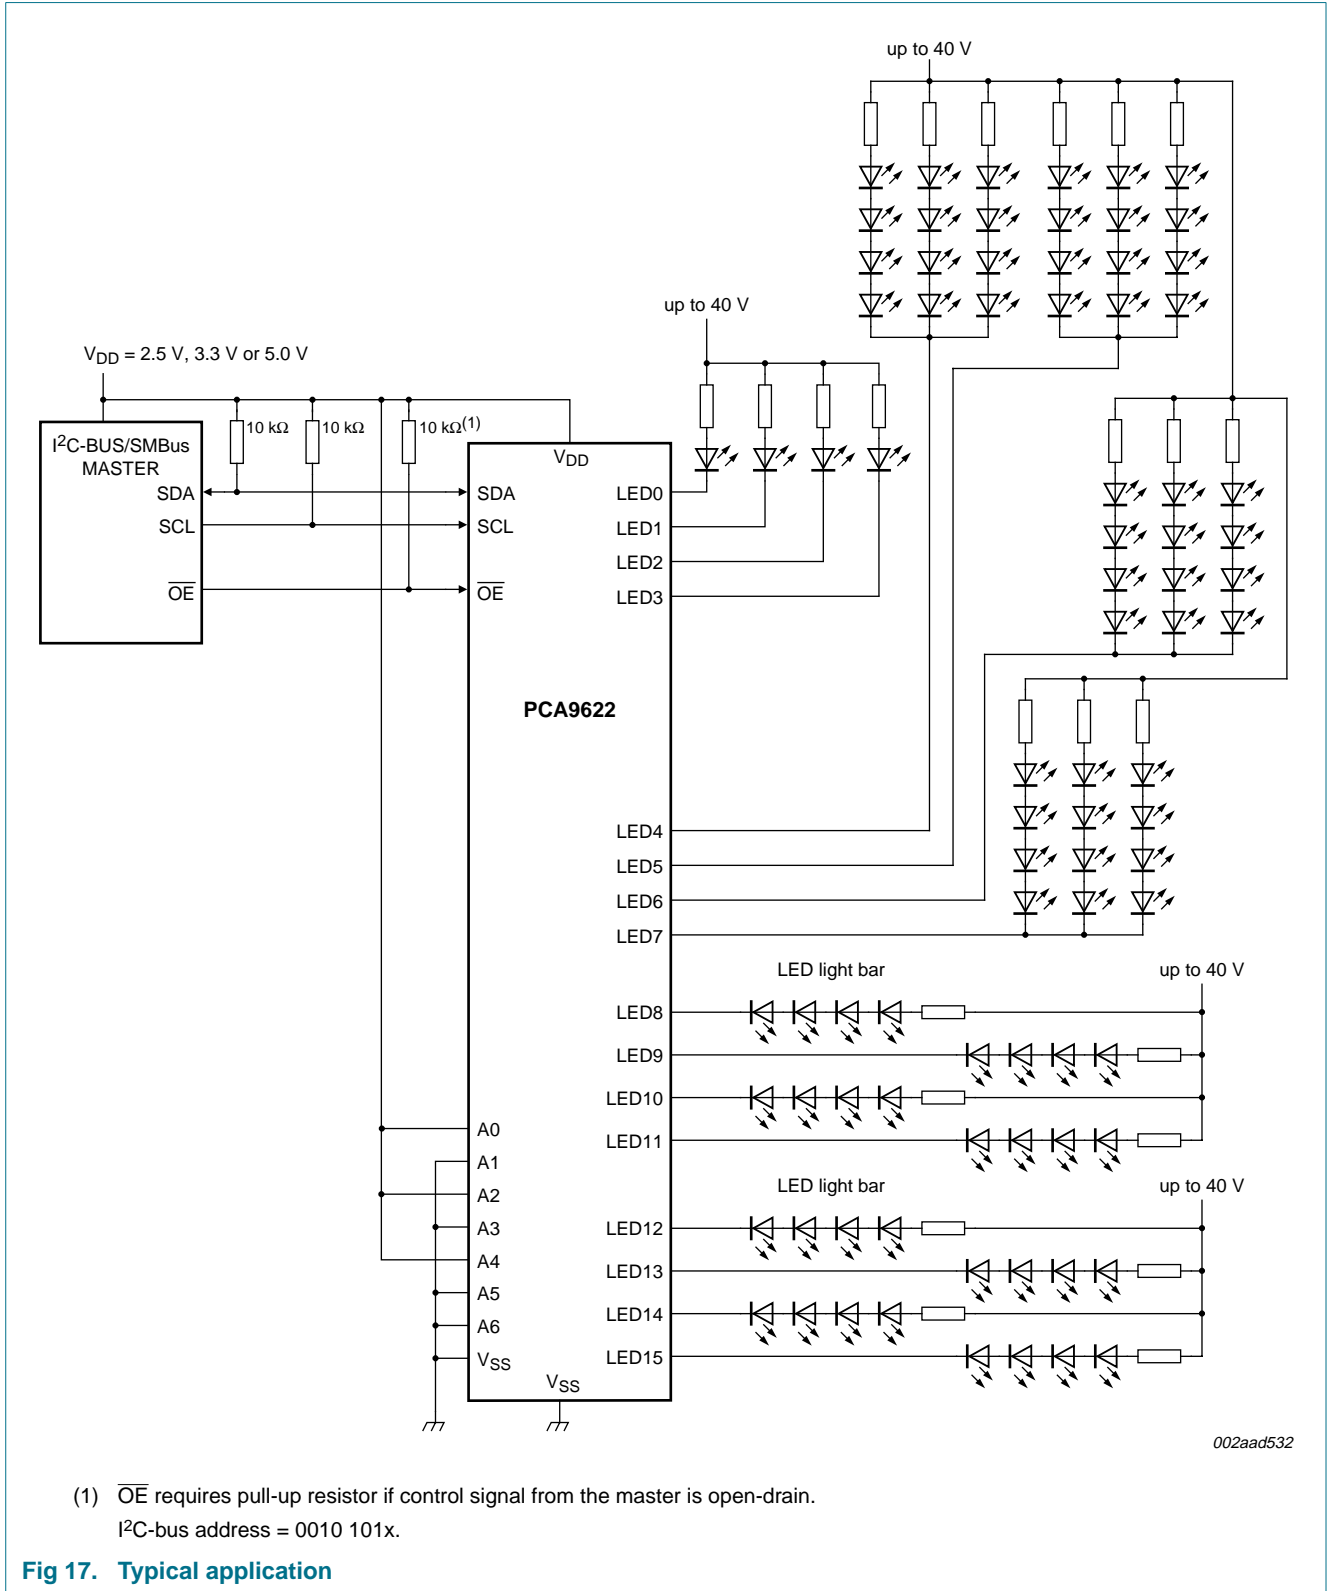 up to 40 V
up to 40 V
VDD = 2.5 V, 3.3 V or 5.0 V
10 kΩ
10 kΩ
10 kΩ(1)
I2C-BUS/SMBus
MASTER
SDA
SCL
OE
VDD
SDA
SCL
OE
LED0
LED1
LED2
LED3
PCA9622
LED4
LED5
LED6
LED7
LED light bar
up to 40 V
LED8
LED9
LED10
LED11
A0
A1
A2
A3
A4
A5
A6
VSS
VSS
LED light bar
up to 40 V
LED12
LED13
LED14
LED15
002aad532
(1) OE requires pull-up resistor if control signal from the master is open-drain.
I2C-bus address = 0010 101x.
Fig 17. Typical application